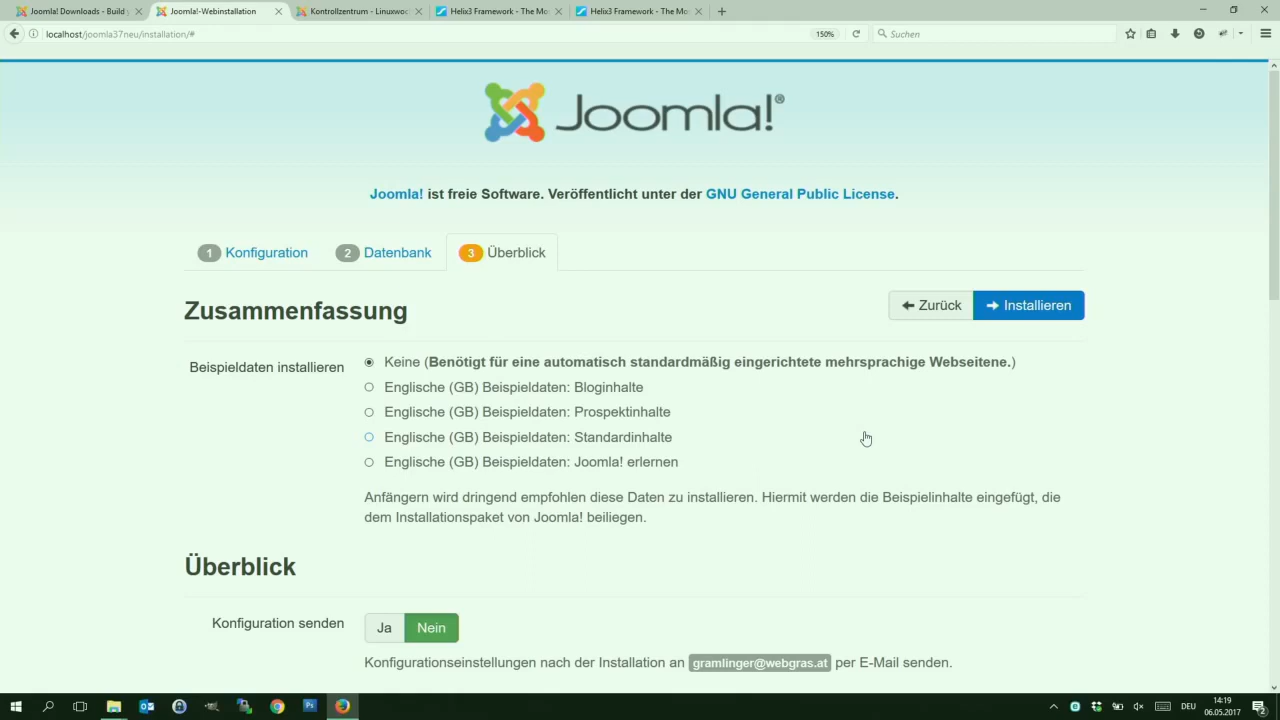 Joomla! Downloads - Build y
Joomla!-Webinstallation
Kontrollzentrum - Linuxwo
Helix3 Framework - The Mo
Helix3 Framework - The Mo
localhost/joomla37neu/installation/#
150%
Suchen
Joomla!®
Joomla! ist freie Software. Veröffentlicht unter der GNU General Public License.
1 Konfiguration
2 Datenbank
3 Überblick
Zusammenfassung
Zurück
Installieren
Beispieldaten installieren
Keine (Benötigt für eine automatisch standardmäßig eingerichtete mehrsprachige Webseitene.)
Englische (GB) Beispieldaten: Bloginhalte
Englische (GB) Beispieldaten: Prospektinhalte
Englische (GB) Beispieldaten: Standardinhalte
Englische (GB) Beispieldaten: Joomla! erlernen
Anfängern wird dringend empfohlen diese Daten zu installieren. Hiermit werden die Beispielinhalte eingefügt, die
dem Installationspaket von Joomla! beiliegen.
Überblick
Konfiguration senden
Ja
Nein
Konfigurationseinstellungen nach der Installation an gramlinger@webgras.at per E-Mail senden.
DEU
14:19
06.05.2017
2